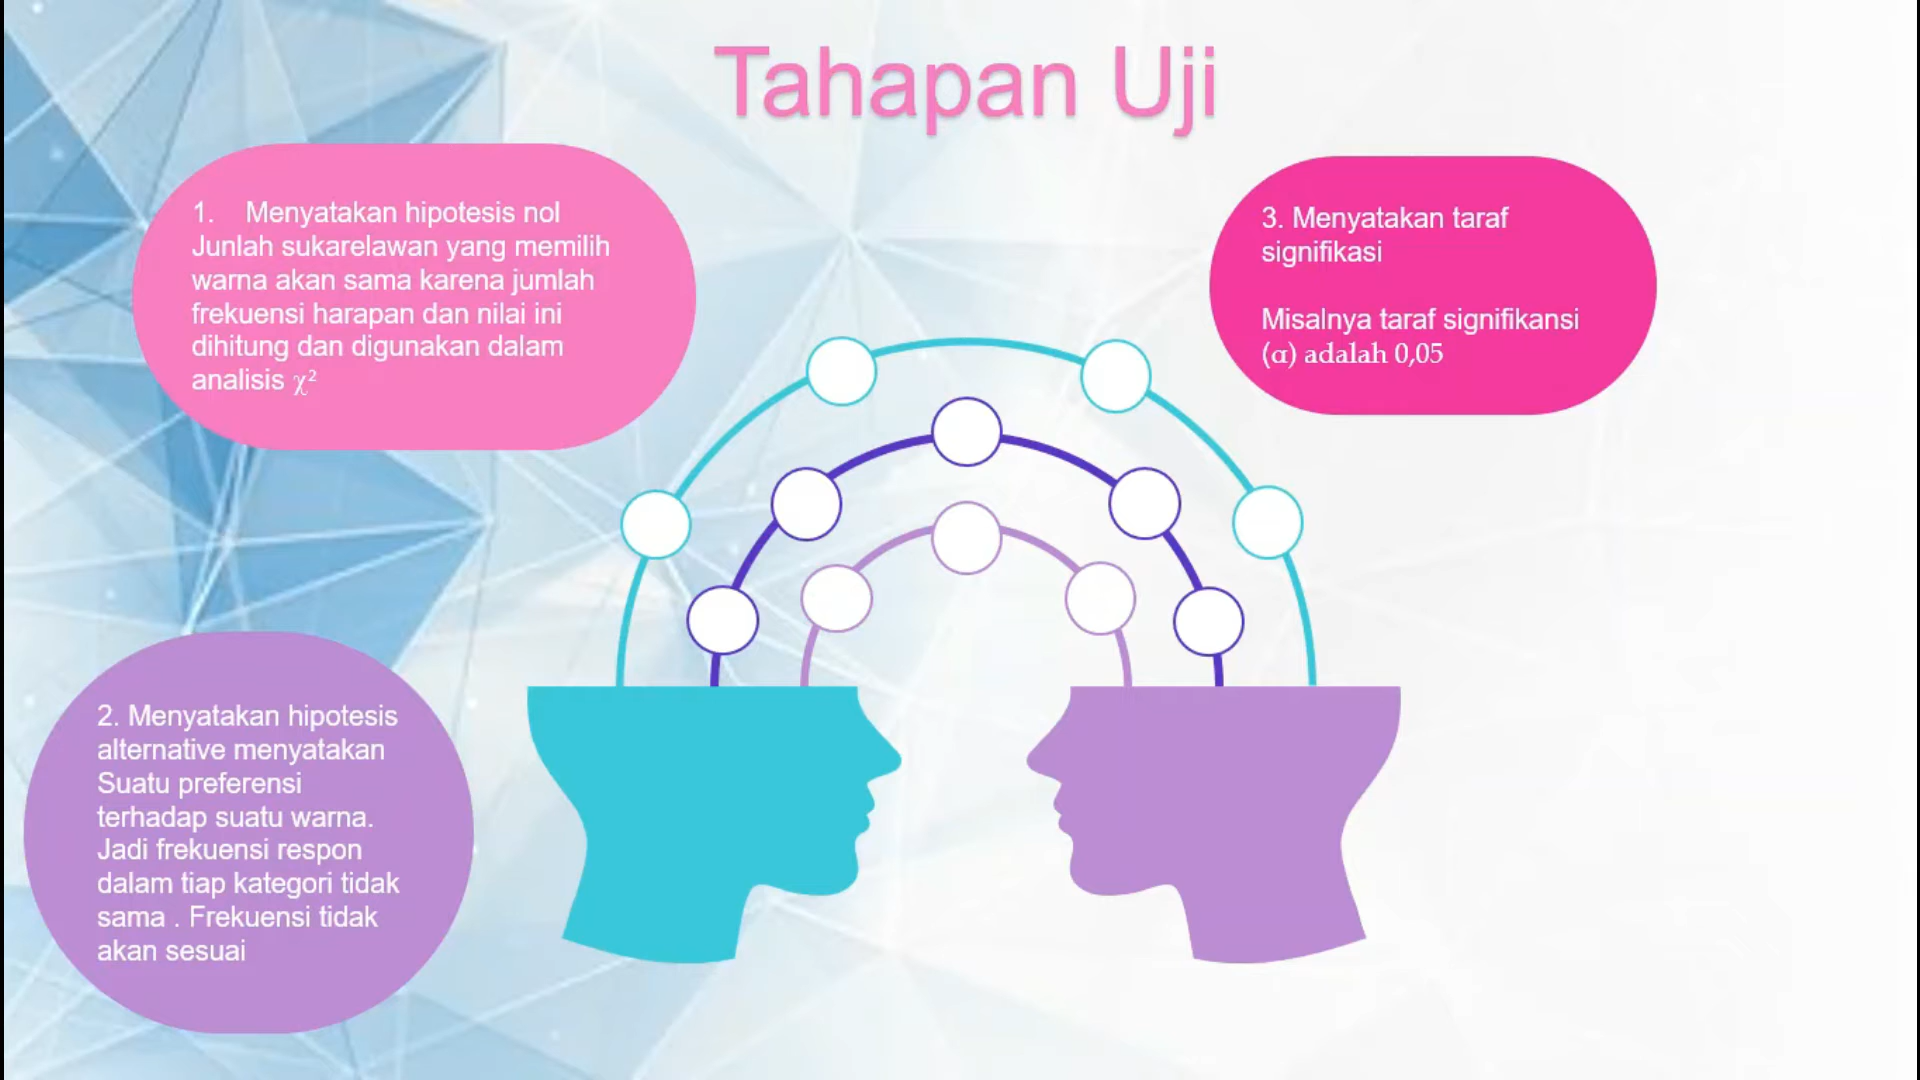 Tahapan Uji
1. Menyatakan hipotesis nol
Junlah sukarelawan yang memilih
warna akan sama karena jumlah
frekuensi harapan dan nilai ini
dihitung dan digunakan dalam
analisis χ²
2. Menyatakan hipotesis
alternative menyatakan
Suatu preferensi
terhadap suatu warna.
Jadi frekuensi respon
dalam tiap kategori tidak
sama . Frekuensi tidak
akan sesuai
3. Menyatakan taraf
signifikasi
Misalnya taraf signifikansi
(α) adalah 0,05